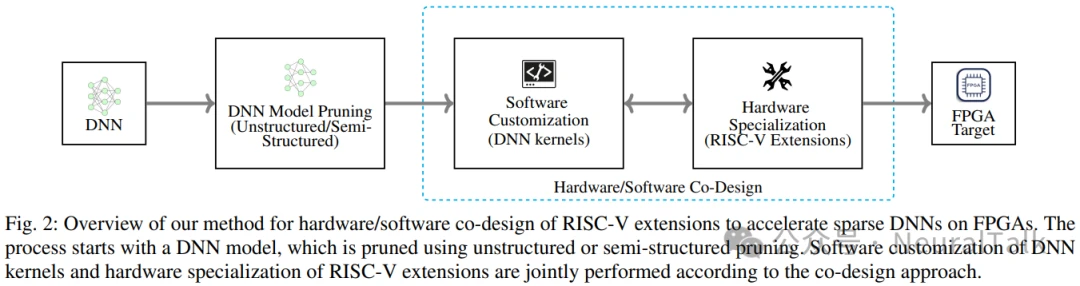 DNN
DNN Model Pruning
(Unstructured/Semi-
Structured)
Software
Customization
(DNN kernels)
Hardware
Specialization
(RISC-V Extensions)
FPGA
FPGA
Target
Hardware/Software Co-Design
Fig. 2: Overview of our method for hardware/software co-design of RISC-V extensions to accelerate sparse DNNs on FPGAs. The
process starts with a DNN model, which is pruned using unstructured or semi-structured pruning. Software customization of DNN
kernels and hardware specialization of RISC-V extensions are jointly performed according to the co-design approach.
公众号 · NeuralTalk